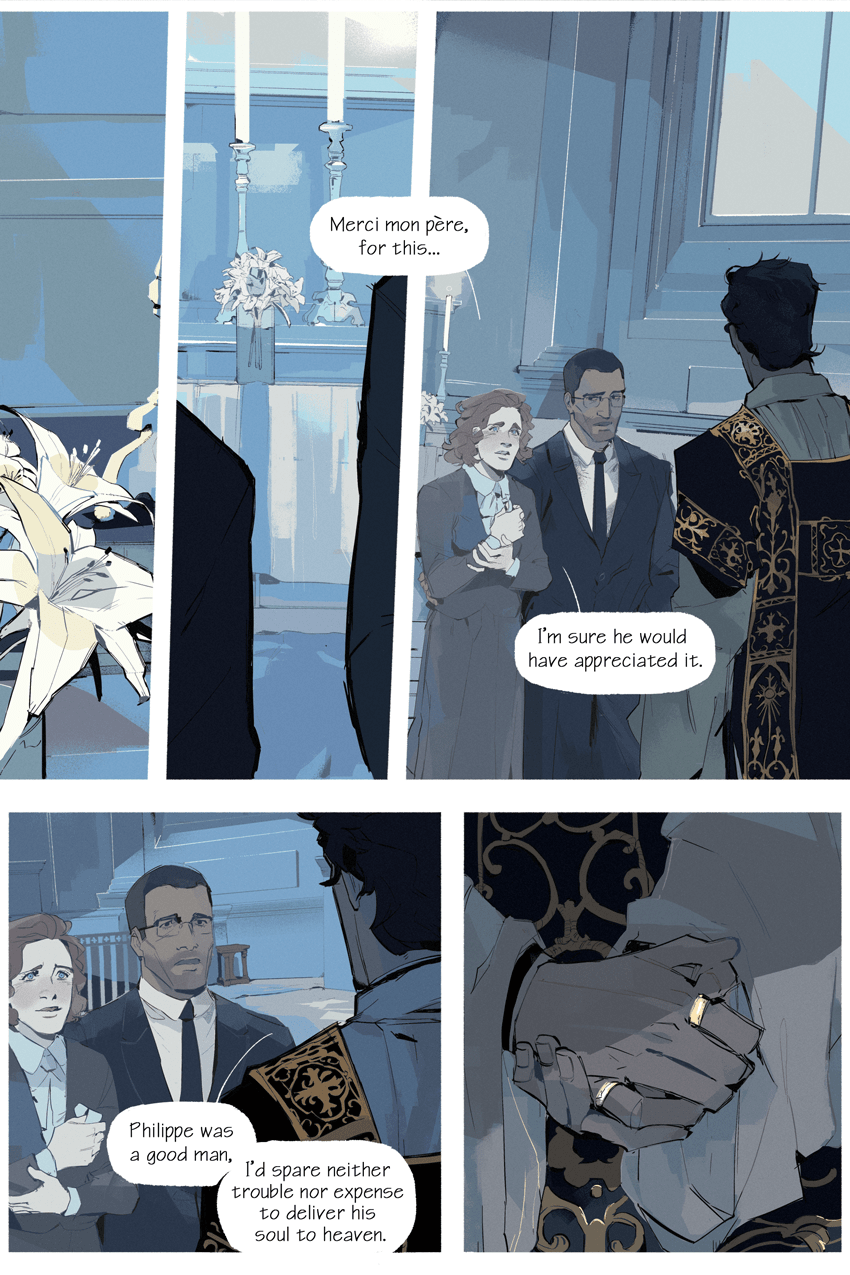 Merci mon père,
for this...
I'm sure he would
have appreciated it.
Philippe was
a good man,
I'd spare neither
trouble nor expense
to deliver his
soul to heaven.